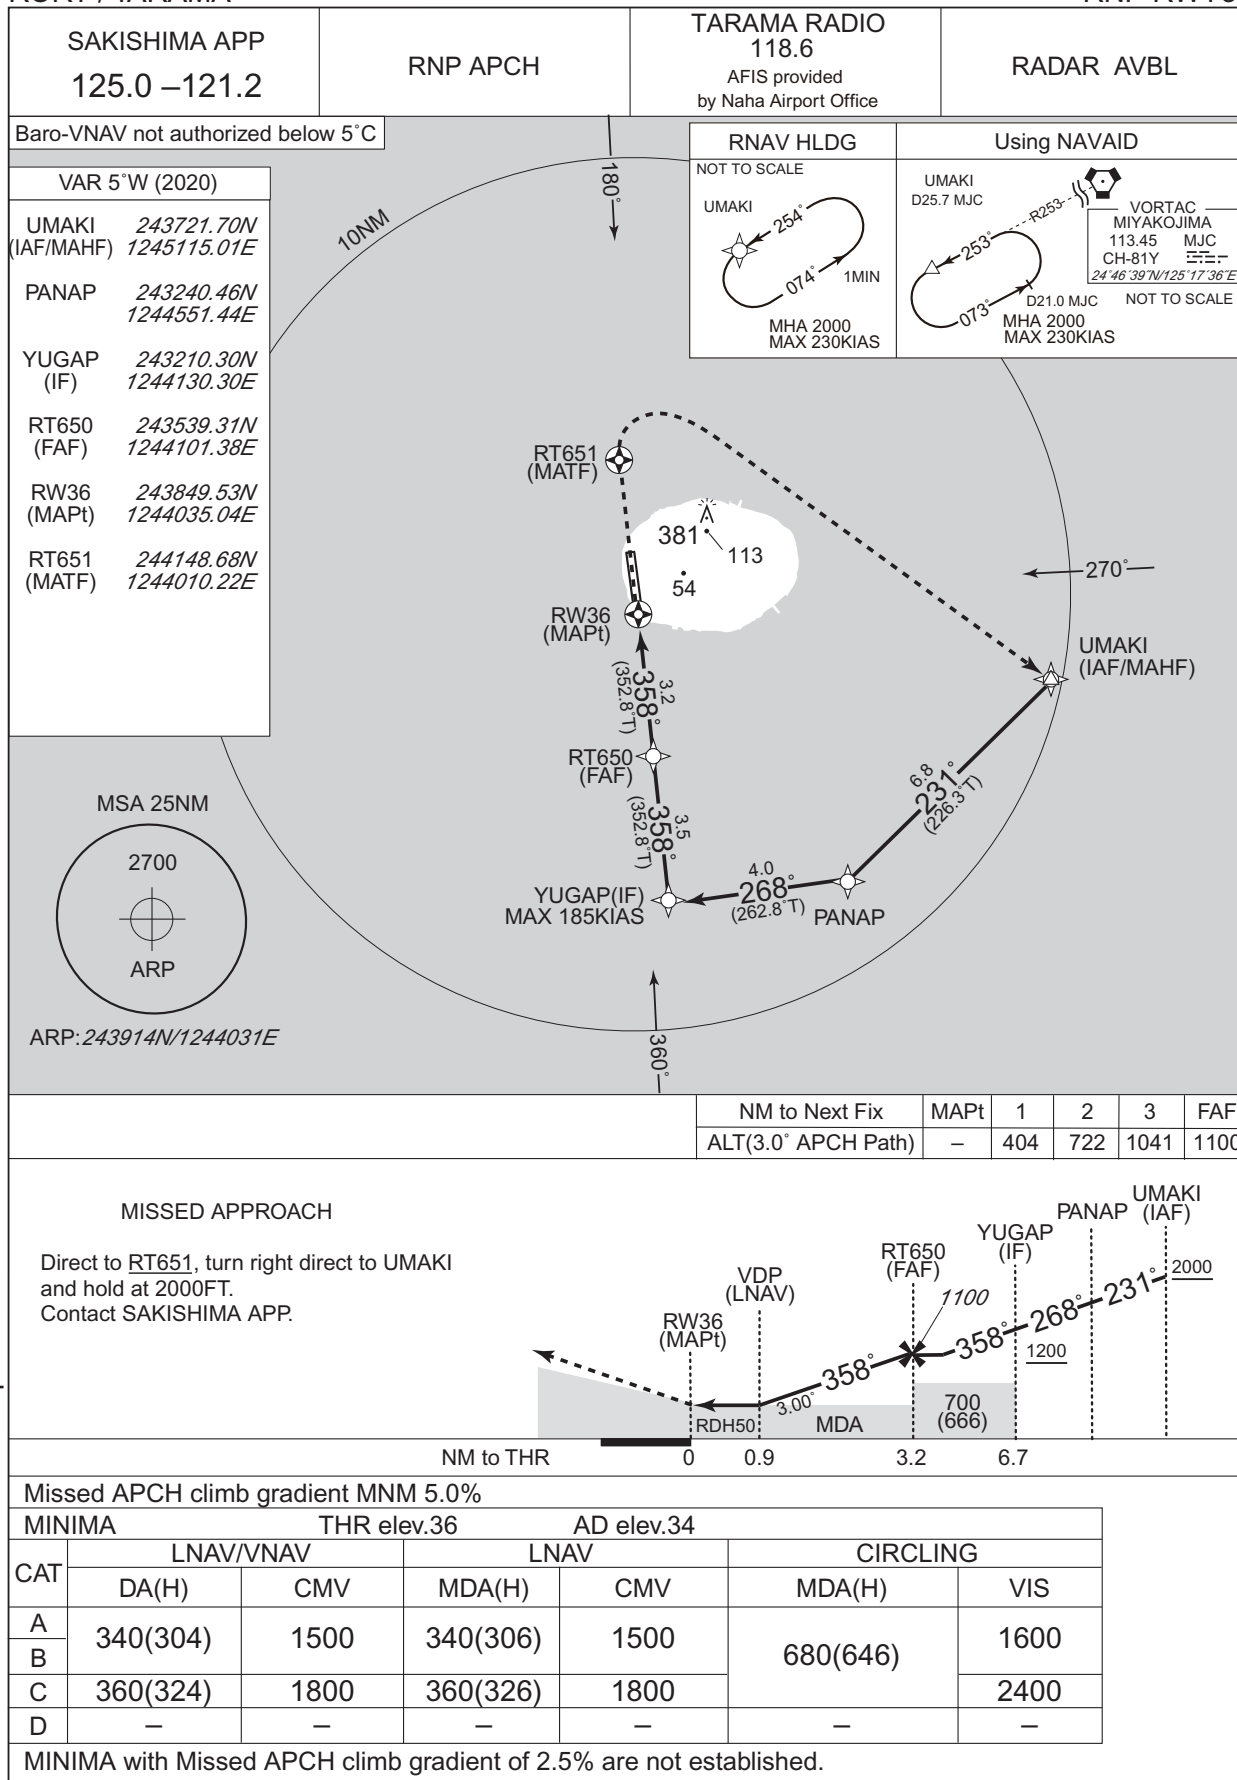 SAKISHIMA APP
125.0 –121.2
RNP APCH
TARAMA RADIO
118.6
AFIS provided
by Naha Airport Office
RADAR AVBL
Baro-VNAV not authorized below 5˚C
VAR 5˚W (2020)
UMAKI 243721.70N
(IAF/MAHF) 1245115.01E
PANAP 243240.46N
1244551.44E
YUGAP 243210.30N
(IF) 1244130.30E
RT650 243539.31N
(FAF) 1244101.38E
RW36 243849.53N
(MAPt) 1244035.04E
RT651 244148.68N
(MATF) 1244010.22E
10NM
180˚
RNAV HLDG
NOT TO SCALE
UMAKI
254˚
074˚
1MIN
MHA 2000
MAX 230KIAS
Using NAVAID
UMAKI
D25.7 MJC
R253
VORTAC
MIYAKOJIMA
113.45 MJC
CH-81Y
24˚46´39˝N/125˚17´36˝E
253˚
073˚
D21.0 MJC
NOT TO SCALE
MHA 2000
MAX 230KIAS
RT651
(MATF)
381
113
54
270˚
RW36
(MAPt)
UMAKI
(IAF/MAHF)
3.2
358˚
(352.8˚T)
RT650
(FAF)
3.5
358˚
(352.8˚T)
6.8
231˚
(226.3˚T)
4.0
268˚
(262.8˚T)
PANAP
YUGAP(IF)
MAX 185KIAS
MSA 25NM
2700
ARP
ARP:243914N/1244031E
360˚
NM to Next Fix MAPt 1 2 3 FAF
ALT(3.0˚ APCH Path) – 404 722 1041 1100
MISSED APPROACH
Direct to RT651, turn right direct to UMAKI
and hold at 2000FT.
Contact SAKISHIMA APP.
RW36
(MAPt)
VDP
(LNAV)
RT650
(FAF)
YUGAP
(IF)
PANAP
UMAKI
(IAF)
2000
231˚
268˚
1200
358˚
1100
358˚
3.00˚
RDH50
MDA
700
(666)
NM to THR 0 0.9 3.2 6.7
Missed APCH climb gradient MNM 5.0%
MINIMA THR elev.36 AD elev.34
CAT LNAV/VNAV LNAV CIRCLING
DA(H) CMV MDA(H) CMV MDA(H) VIS
A
B
340(304) 1500 340(306) 1500 680(646) 1600
C 360(324) 1800 360(326) 1800 2400
D – – – – – –
MINIMA with Missed APCH climb gradient of 2.5% are not established.